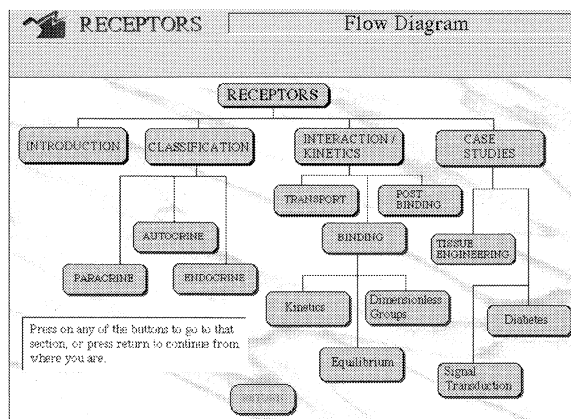 RECEPTORS
Flow Diagram
RECEPTORS
INTRODUCTION
CLASSIFICATION
INTERACTION /
KINETICS
CASE
STUDIES
TRANSPORT
POST
BINDING
AUTOCRINE
BINDING
TISSUE
ENGINEERING
PARACRINE
ENDOCRINE
Kinetics
Dimensionless
Groups
Diabetes
Press on any of the buttons to go to that
section, or press return to continue from
where you are.
Equilibrium
Signal
Transduction